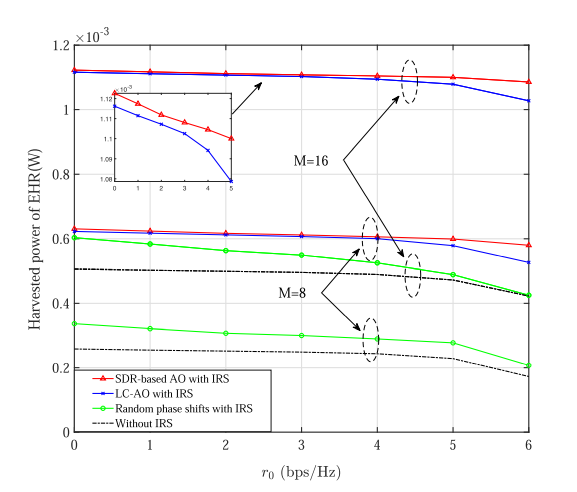 ×10⁻³
1.2
1
0.8
0.6
0.4
0.2
0
Harvested power of EHR(W)
×10⁻³
1.13
1.12
1.11
1.1
1.09
1.08
0 1 2 3 4 5
M=16
M=8
SDR-based AO with IRS
LC-AO with IRS
Random phase shifts with IRS
Without IRS
0 1 2 3 4 5 6
r₀ (bps/Hz)